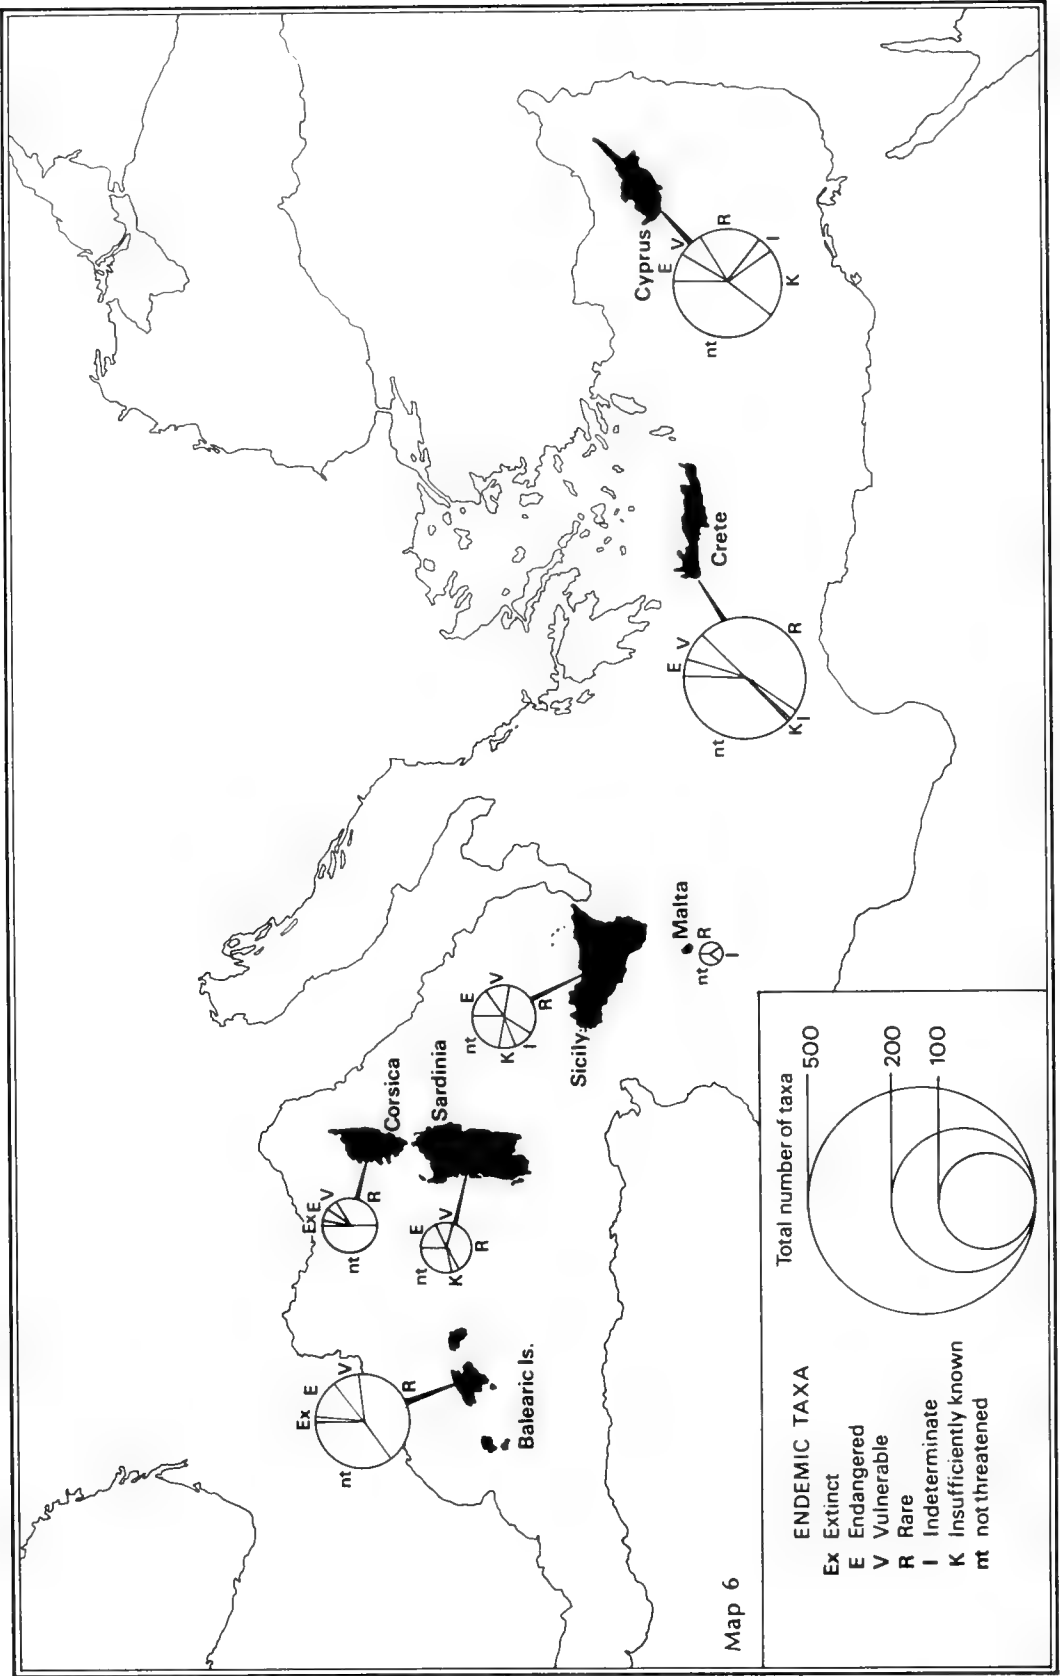 Map 6
Balearic Is.
Ex
E
V
R
nt
Corsica
Ex
E
V
R
nt
Sardinia
E
V
R
K
nt
Sicily
E
V
R
I
K
nt
Malta
R
I
nt
Crete
E
V
R
I
K
nt
Cyprus
E
V
R
I
K
nt
ENDEMIC TAXA
Ex Extinct
E Endangered
V Vulnerable
R Rare
I Indeterminate
K Insufficiently known
nt not threatened
Total number of taxa
500
200
100